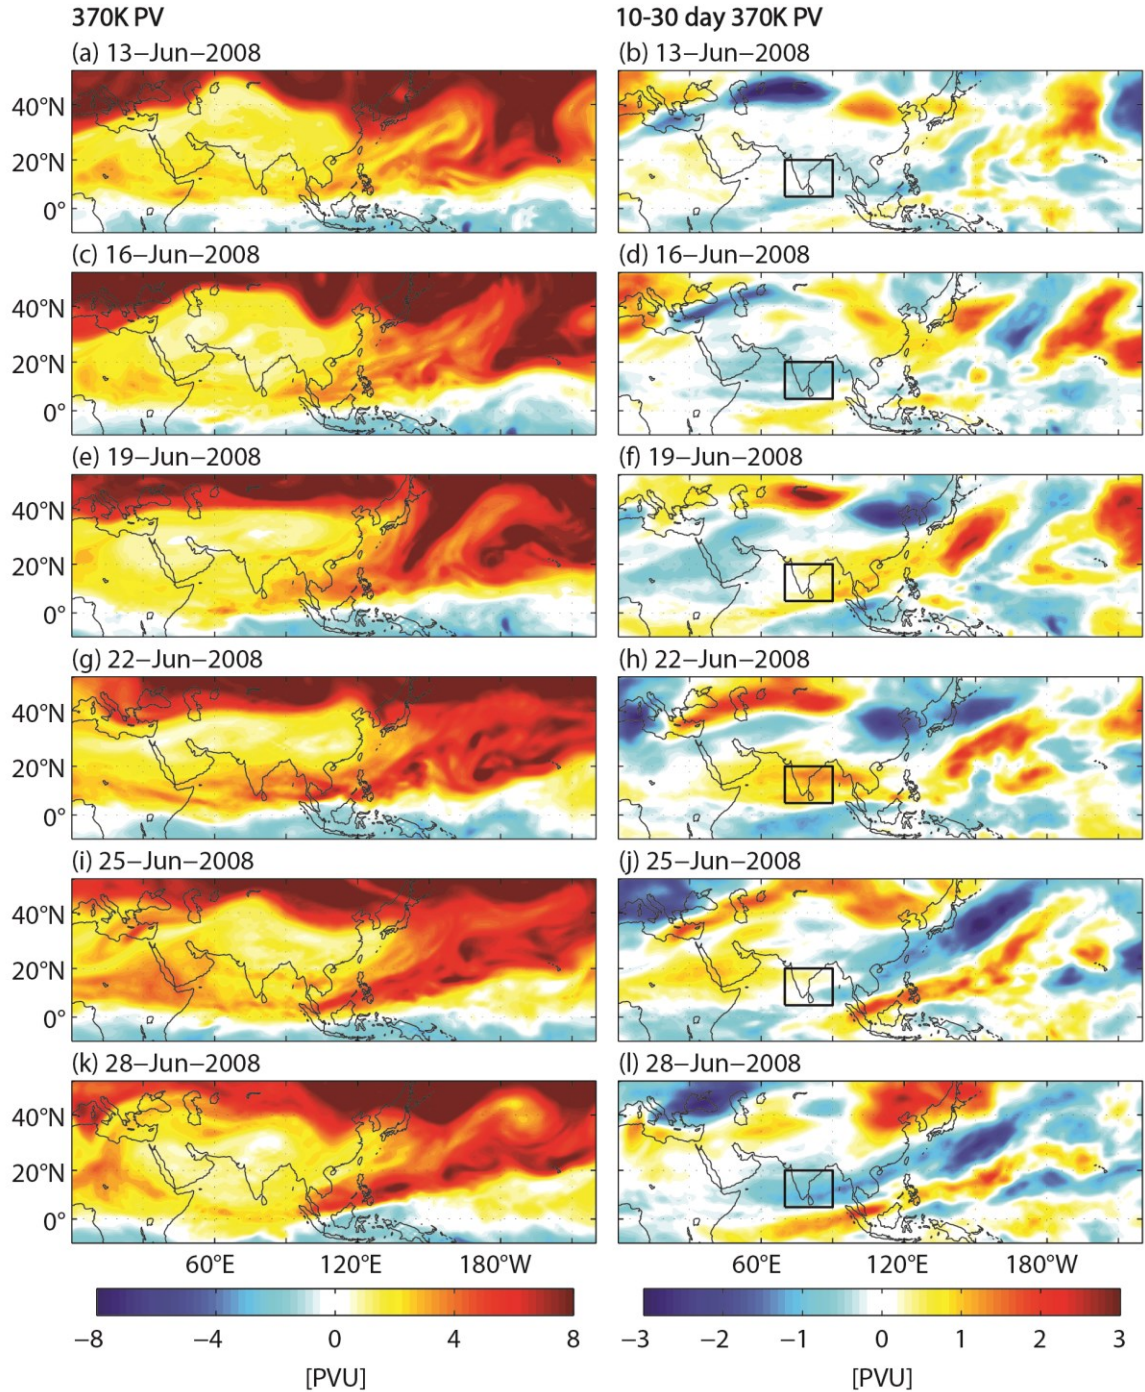 370K PV
10-30 day 370K PV
(a) 13-Jun-2008
(b) 13-Jun-2008
40°N
20°N
0°
(c) 16-Jun-2008
(d) 16-Jun-2008
40°N
20°N
0°
(e) 19-Jun-2008
(f) 19-Jun-2008
40°N
20°N
0°
(g) 22-Jun-2008
(h) 22-Jun-2008
40°N
20°N
0°
(i) 25-Jun-2008
(j) 25-Jun-2008
40°N
20°N
0°
(k) 28-Jun-2008
(l) 28-Jun-2008
40°N
20°N
0°
60°E 120°E 180°W
60°E 120°E 180°W
−8 −4 0 4 8
−3 −2 −1 0 1 2 3
[PVU]
[PVU]